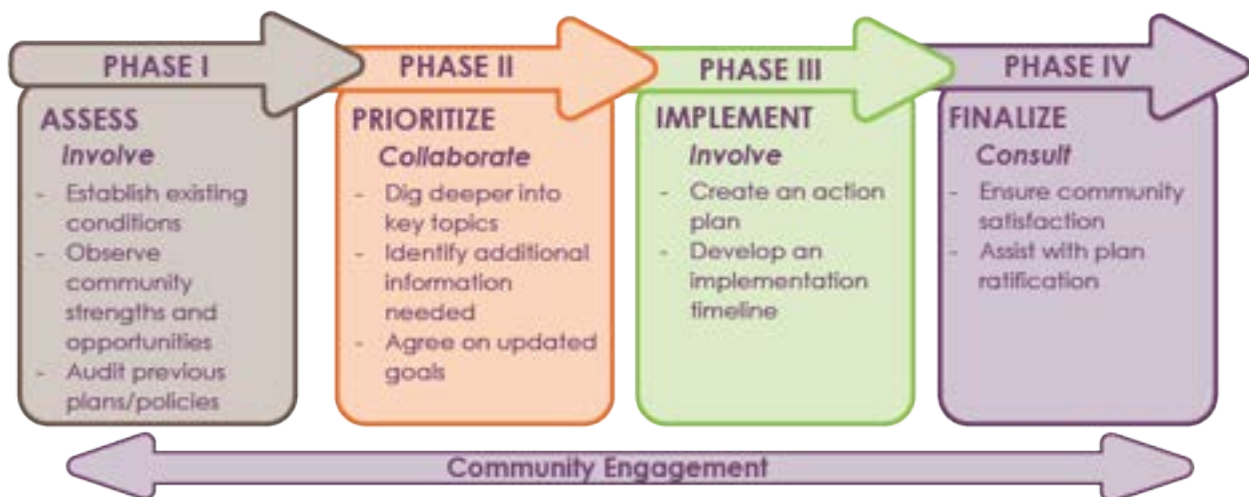 PHASE I
PHASE II
PHASE III
PHASE IV
ASSESS
Involve
- Establish existing
conditions
- Observe
community
strengths and
opportunities
- Audit previous
plans/policies
PRIORITIZE
Collaborate
- Dig deeper into
key topics
- Identify additional
information
needed
- Agree on updated
goals
IMPLEMENT
Involve
- Create an action
plan
- Develop an
implementation
timeline
FINALIZE
Consult
- Ensure community
satisfaction
- Assist with plan
ratification
Community Engagement